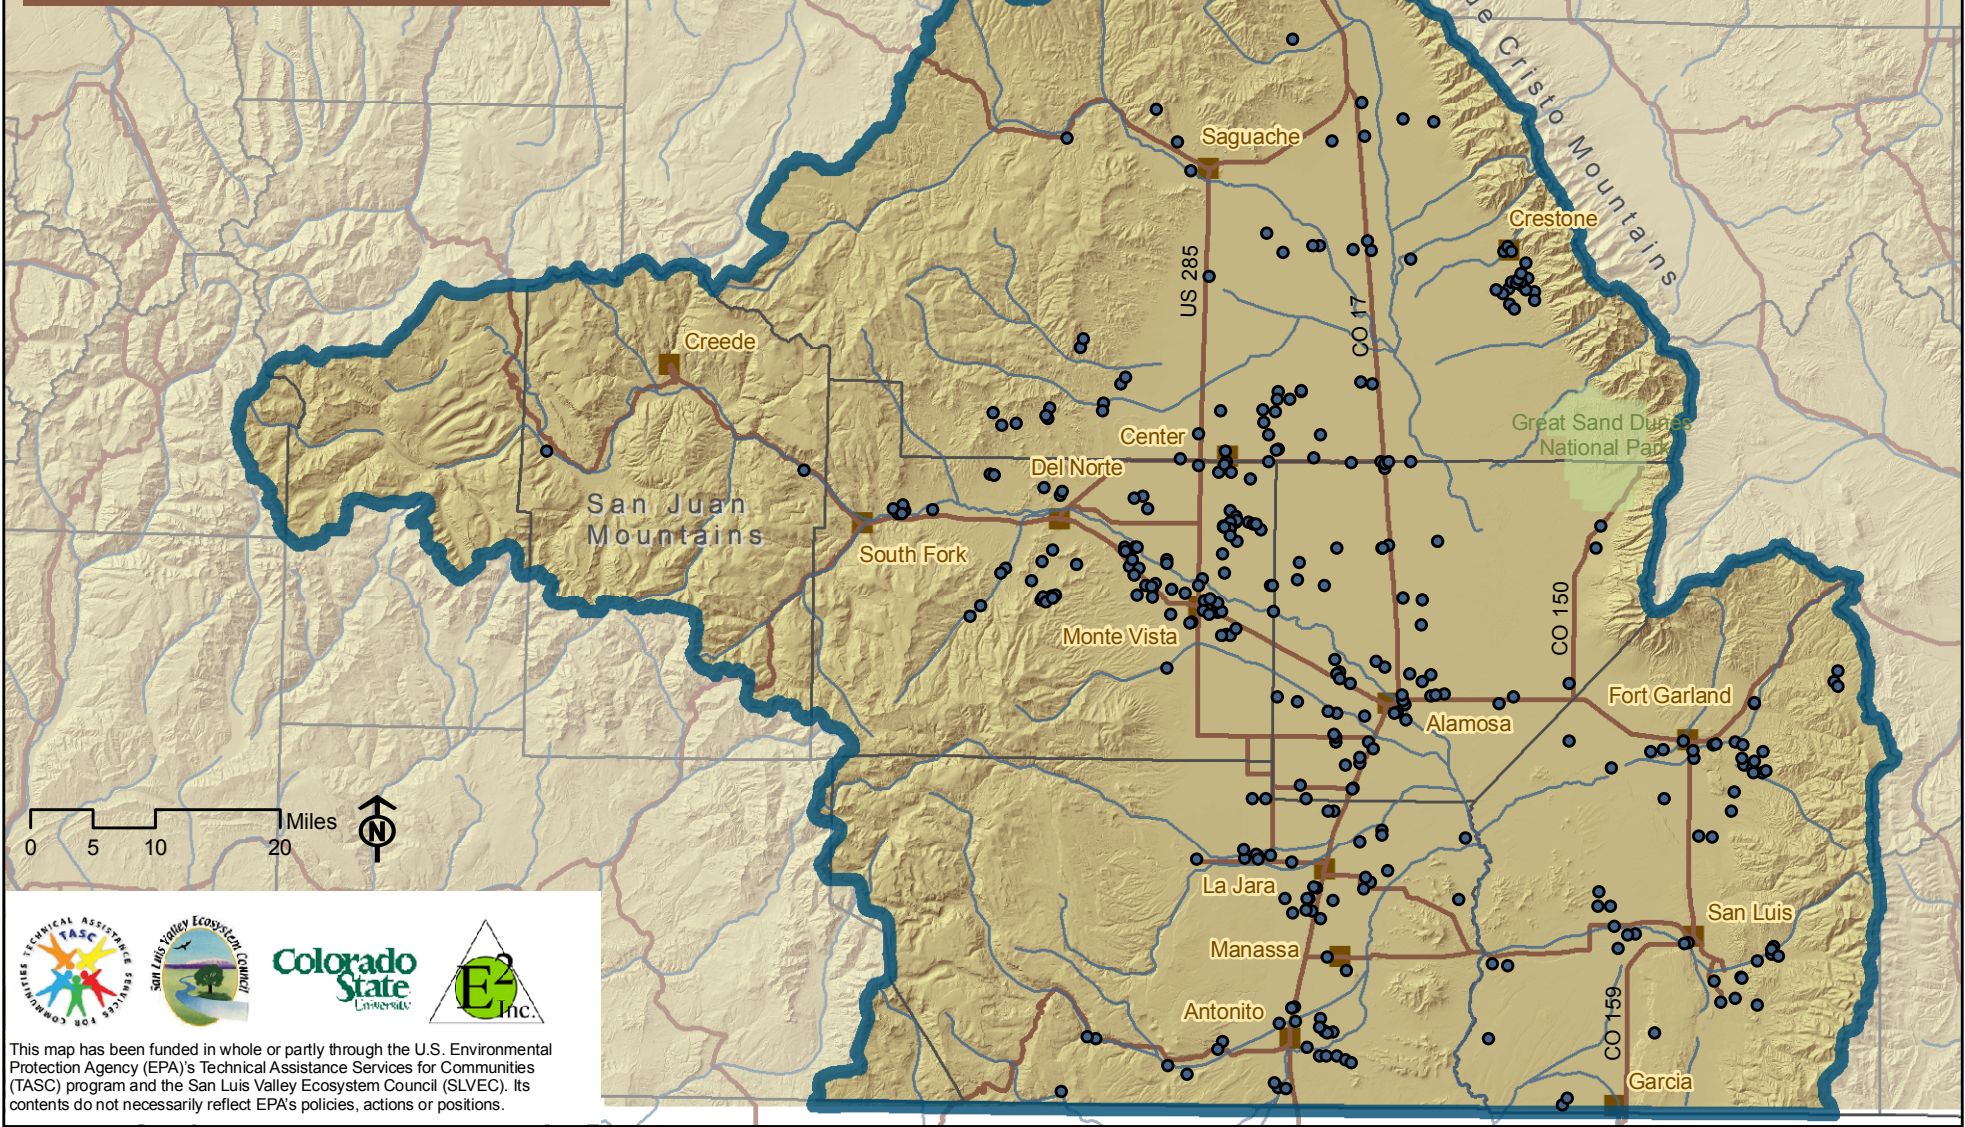 de Cristo Mountains
Saguache
Crestone
US 285
CO 17
Creede
Great Sand Dunes
National Park
Center
Del Norte
San Juan
Mountains
South Fork
CO 150
Monte Vista
Fort Garland
Alamosa
Miles
0 5 10 20
N
La Jara
San Luis
Manassa
Antonito
CO 159
Garcia
TECHNICAL ASSISTANCE SERVICES FOR COMMUNITIES
TASC
San Luis Valley Ecosystem Council
Colorado
State
University
E2
Inc.
This map has been funded in whole or partly through the U.S. Environmental
Protection Agency (EPA)'s Technical Assistance Services for Communities
(TASC) program and the San Luis Valley Ecosystem Council (SLVEC). Its
contents do not necessarily reflect EPA's policies, actions or positions.